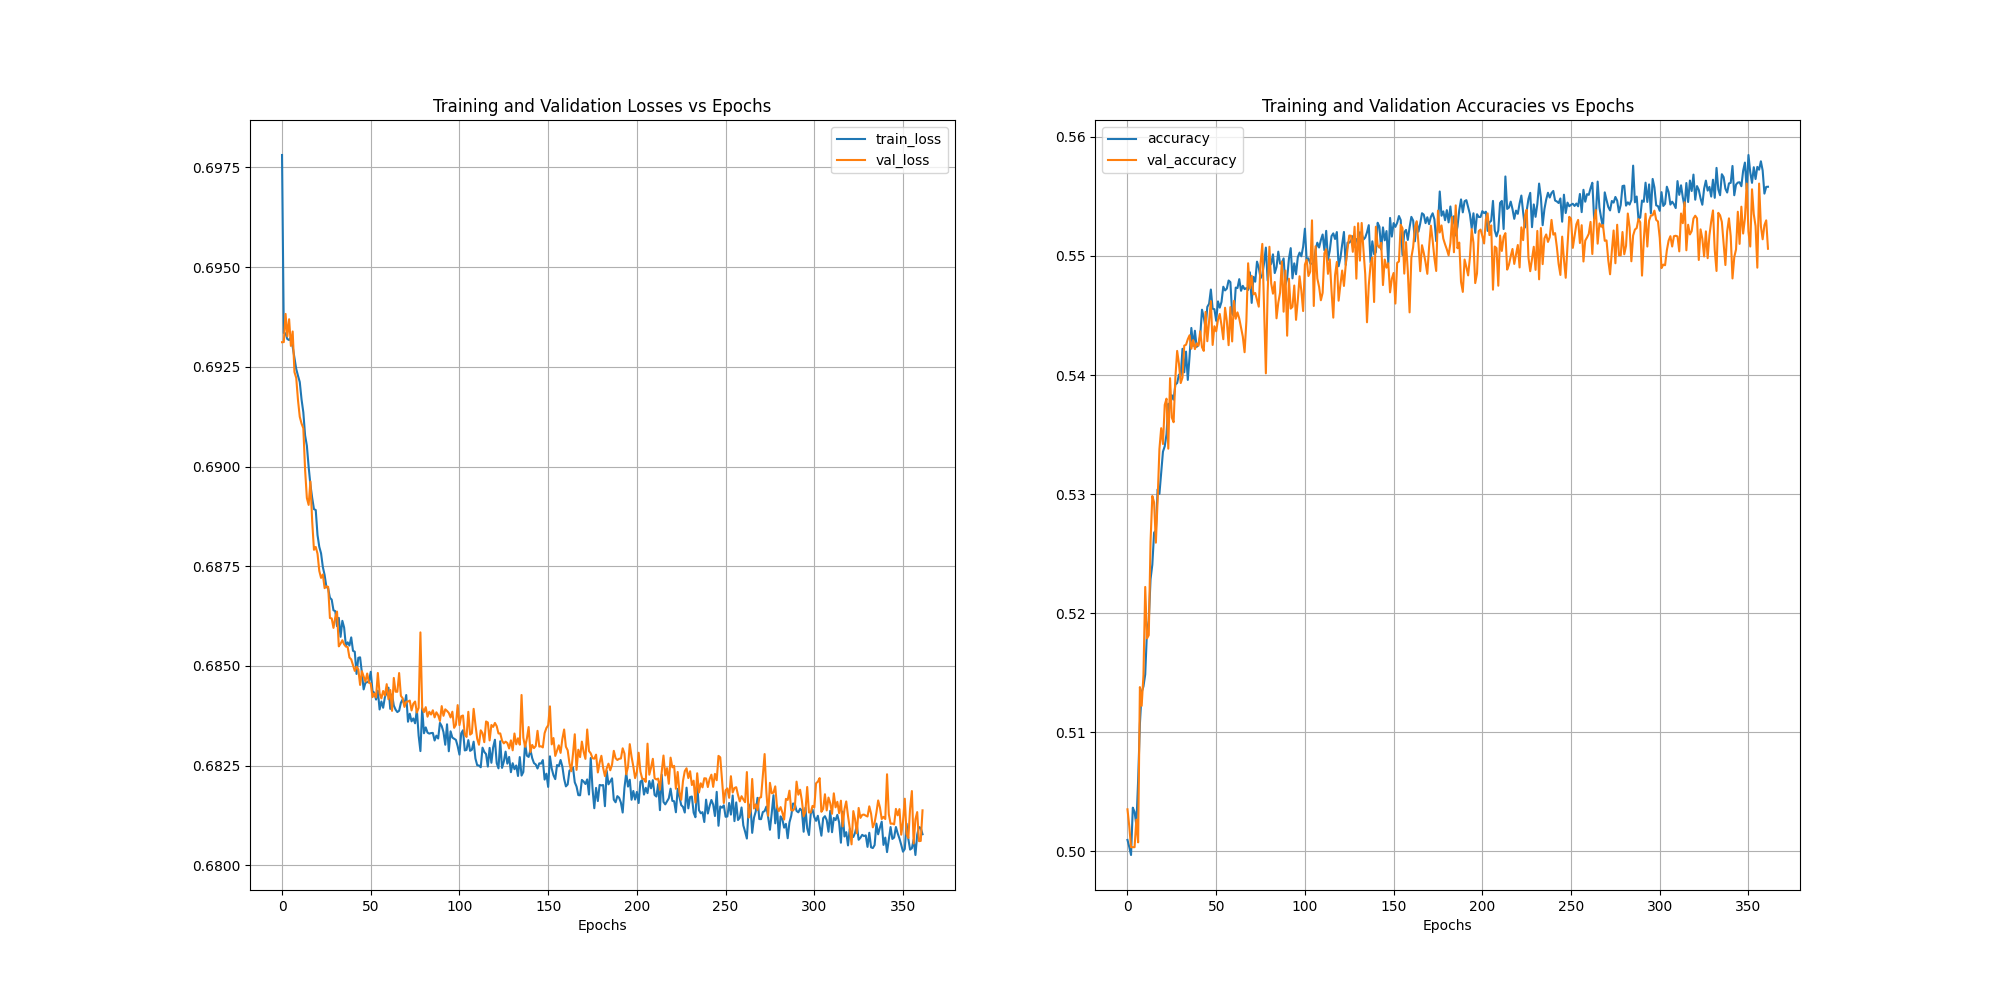 Training and Validation Losses vs Epochs
train_loss
val_loss
0.6975
0.6950
0.6925
0.6900
0.6875
0.6850
0.6825
0.6800
0 50 100 150 200 250 300 350
Epochs
Training and Validation Accuracies vs Epochs
accuracy
val_accuracy
0.56
0.55
0.54
0.53
0.52
0.51
0.50
0 50 100 150 200 250 300 350
Epochs